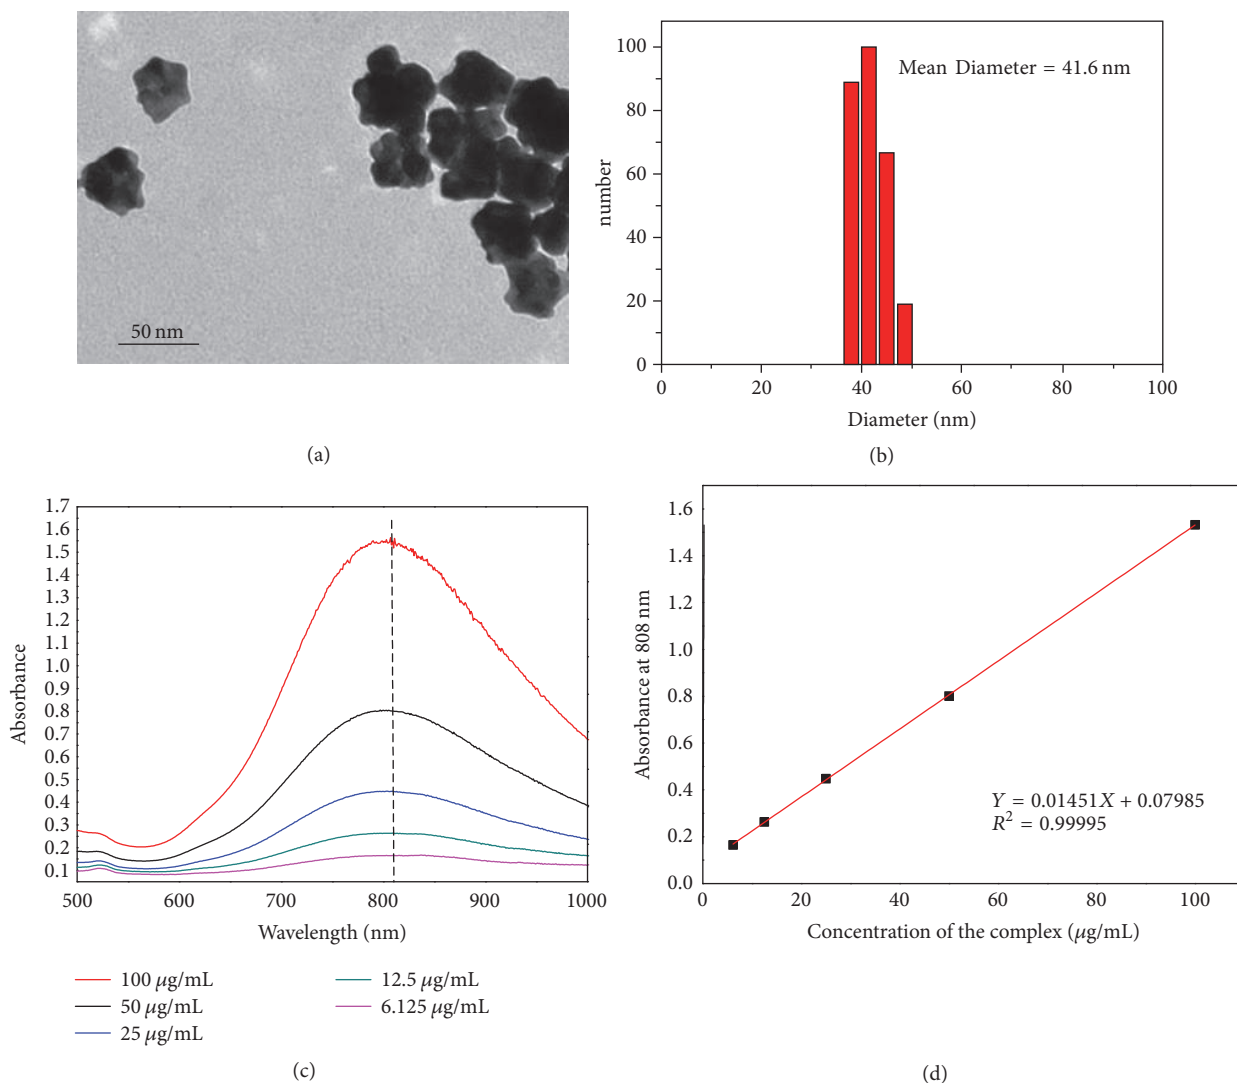 50 nm
(a)
100
80
60
40
20
0
number
Mean Diameter = 41.6 nm
0 20 40 60 80 100
Diameter (nm)
(b)
1.7
1.6
1.5
1.4
1.3
1.2
1.1
1.0
0.9
0.8
0.7
0.6
0.5
0.4
0.3
0.2
0.1
Absorbance
500 600 700 800 900 1000
Wavelength (nm)
100 μg/mL
50 μg/mL
25 μg/mL
12.5 μg/mL
6.125 μg/mL
(c)
1.6
1.4
1.2
1.0
0.8
0.6
0.4
0.2
0.0
Absorbance at 808 nm
Y = 0.01451X + 0.07985
R² = 0.99995
0 20 40 60 80 100
Concentration of the complex (μg/mL)
(d)